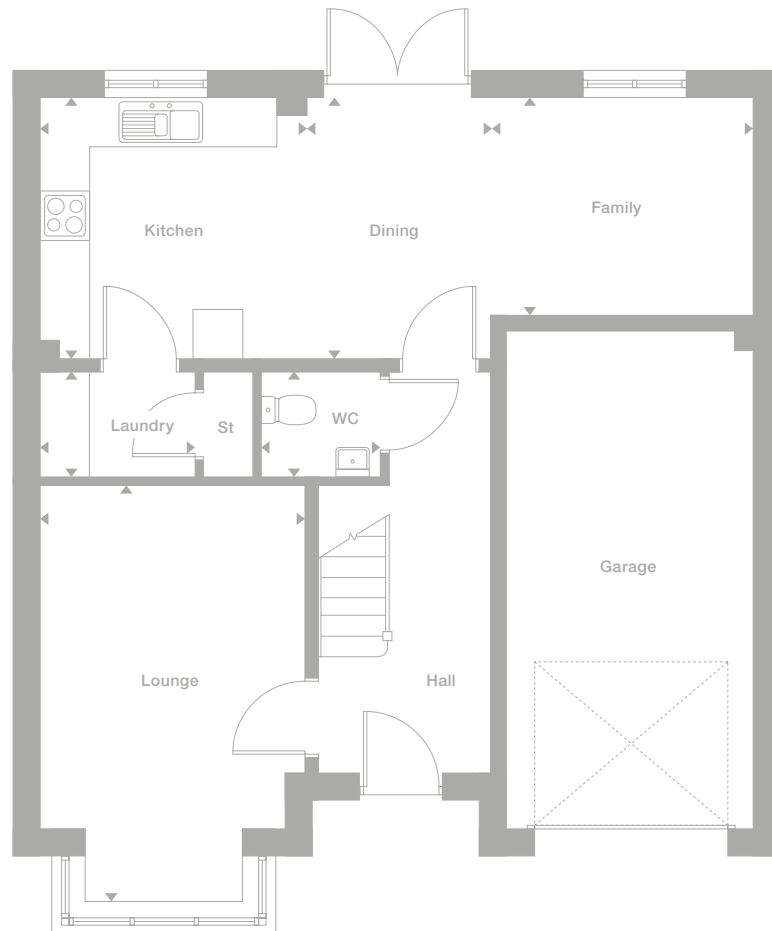 Family
Kitchen
Dining
WC
Laundry
St
Garage
Lounge
Hall